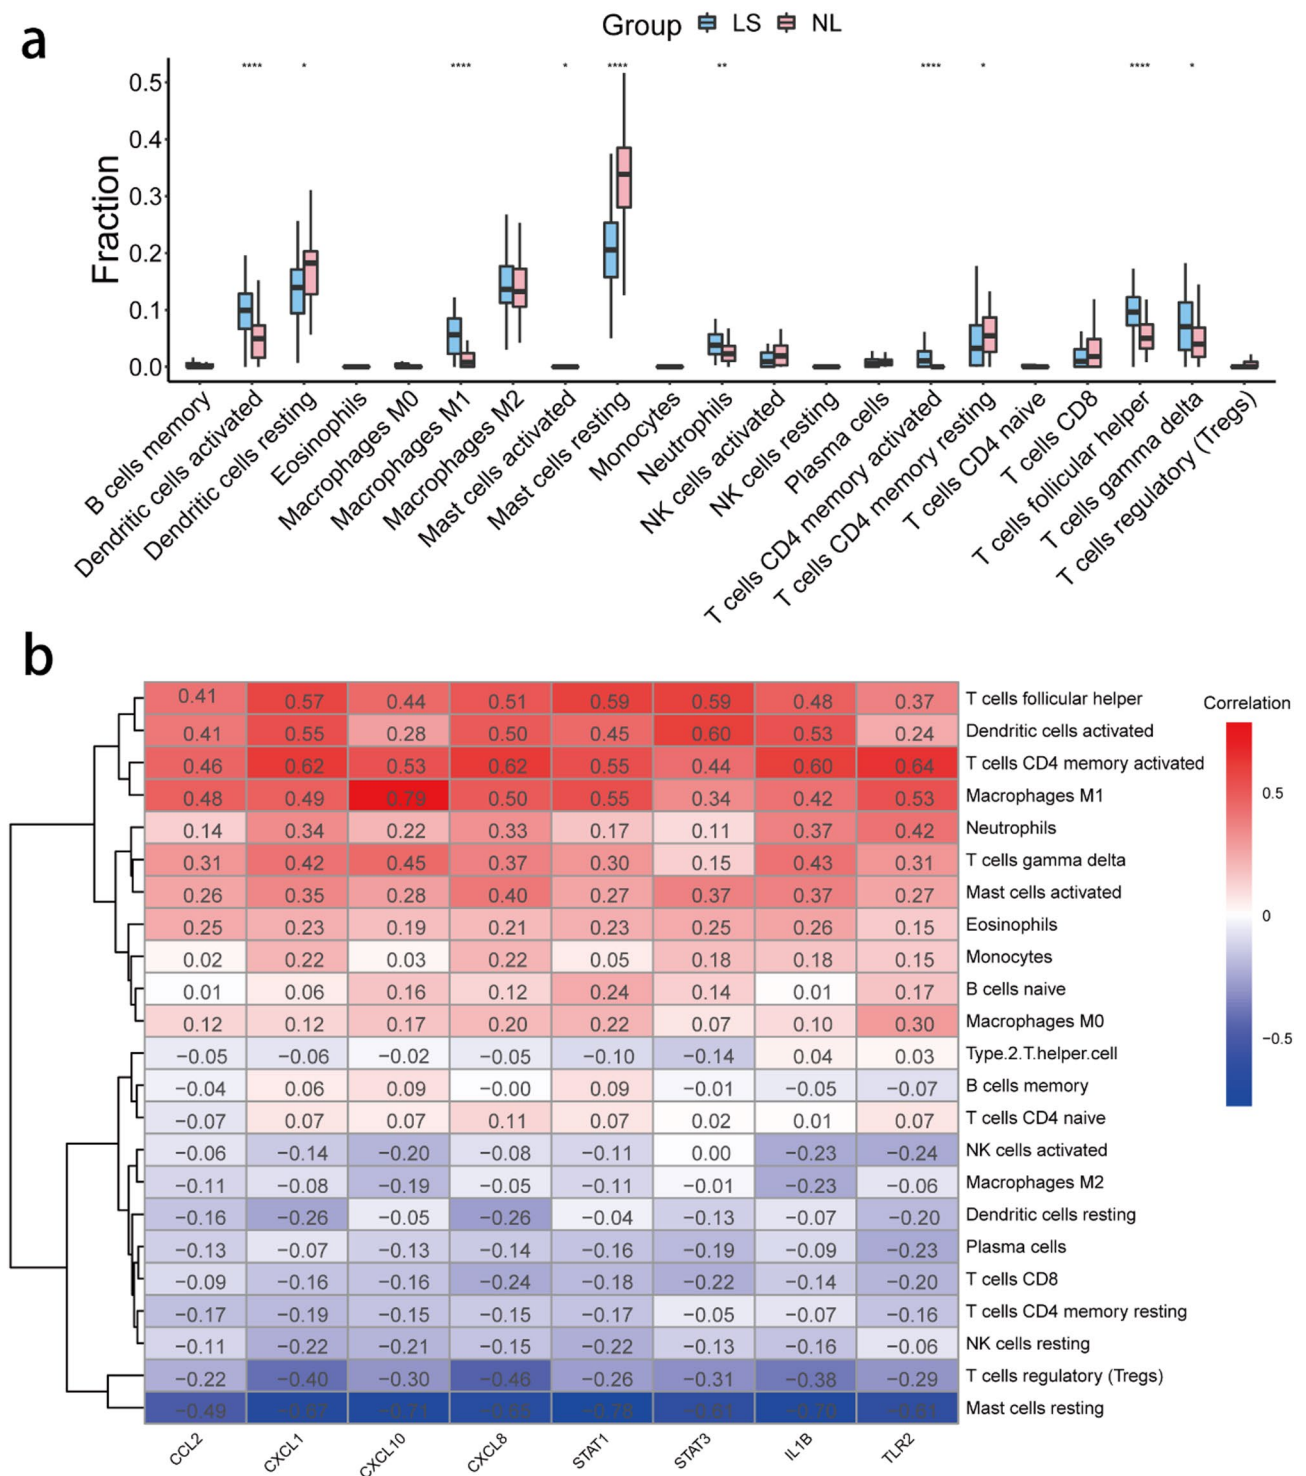 a
Group LS NL
**** * **** * **** ** **** * **** *
Fraction
0.5
0.4
0.3
0.2
0.1
0.0
B cells memory
Dendritic cells activated
Dendritic cells resting
Eosinophils
Macrophages M0
Macrophages M1
Macrophages M2
Mast cells activated
Mast cells resting
Monocytes
Neutrophils
NK cells activated
NK cells resting
Plasma cells
T cells CD4 memory activated
T cells CD4 memory resting
T cells CD4 naive
T cells CD8
T cells follicular helper
T cells gamma delta
T cells regulatory (Tregs)
b
0.41 0.57 0.44 0.51 0.59 0.59 0.48 0.37 T cells follicular helper
0.41 0.55 0.28 0.50 0.45 0.60 0.53 0.24 Dendritic cells activated
0.46 0.62 0.53 0.62 0.55 0.44 0.60 0.64 T cells CD4 memory activated
0.48 0.49 0.79 0.50 0.55 0.34 0.42 0.53 Macrophages M1
0.14 0.34 0.22 0.33 0.17 0.11 0.37 0.42 Neutrophils
0.31 0.42 0.45 0.37 0.30 0.15 0.43 0.31 T cells gamma delta
0.26 0.35 0.28 0.40 0.27 0.37 0.37 0.27 Mast cells activated
0.25 0.23 0.19 0.21 0.23 0.25 0.26 0.15 Eosinophils
0.02 0.22 0.03 0.22 0.05 0.18 0.18 0.15 Monocytes
0.01 0.06 0.16 0.12 0.24 0.14 0.01 0.17 B cells naive
0.12 0.12 0.17 0.20 0.22 0.07 0.10 0.30 Macrophages M0
−0.05 −0.06 −0.02 −0.05 −0.10 −0.14 0.04 0.03 Type.2.T.helper.cell
−0.04 0.06 0.09 −0.00 0.09 −0.01 −0.05 −0.07 B cells memory
−0.07 0.07 0.07 0.11 0.07 0.02 0.01 0.07 T cells CD4 naive
−0.06 −0.14 −0.20 −0.08 −0.11 0.00 −0.23 −0.24 NK cells activated
−0.11 −0.08 −0.19 −0.05 −0.11 −0.01 −0.23 −0.06 Macrophages M2
−0.16 −0.26 −0.05 −0.26 −0.04 −0.13 −0.07 −0.20 Dendritic cells resting
−0.13 −0.07 −0.13 −0.14 −0.16 −0.19 −0.09 −0.23 Plasma cells
−0.09 −0.16 −0.16 −0.24 −0.18 −0.22 −0.14 −0.20 T cells CD8
−0.17 −0.19 −0.15 −0.15 −0.17 −0.05 −0.07 −0.16 T cells CD4 memory resting
−0.11 −0.22 −0.21 −0.15 −0.22 −0.13 −0.16 −0.06 NK cells resting
−0.22 −0.40 −0.30 −0.46 −0.26 −0.31 −0.38 −0.29 T cells regulatory (Tregs)
−0.49 −0.71 −0.78 −0.70 Mast cells resting
CCL2
CXCL1
CXCL10
CXCL8
STAT1
STAT3
IL1B
TLR2
Correlation
0.5
0
−0.5